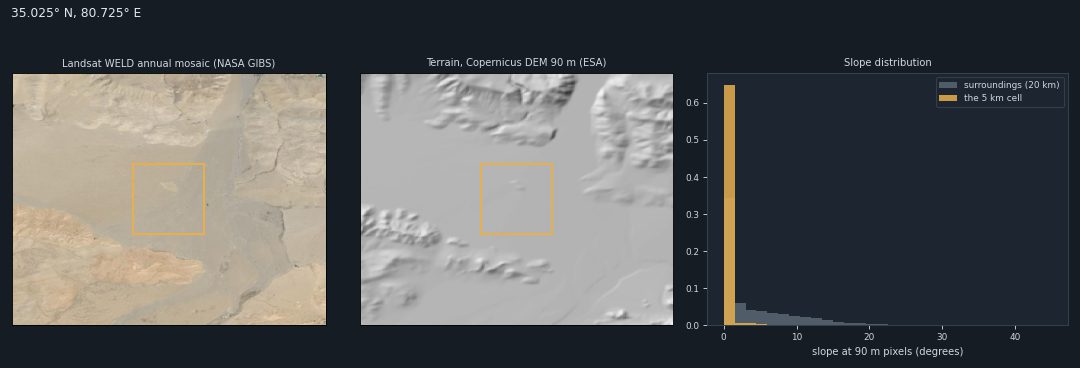 35.025° N, 80.725° E
Landsat WELD annual mosaic (NASA GIBS)
Terrain, Copernicus DEM 90 m (ESA)
Slope distribution
surroundings (20 km)
the 5 km cell
0.6
0.5
0.4
0.3
0.2
0.1
0.0
0 10 20 30 40
slope at 90 m pixels (degrees)